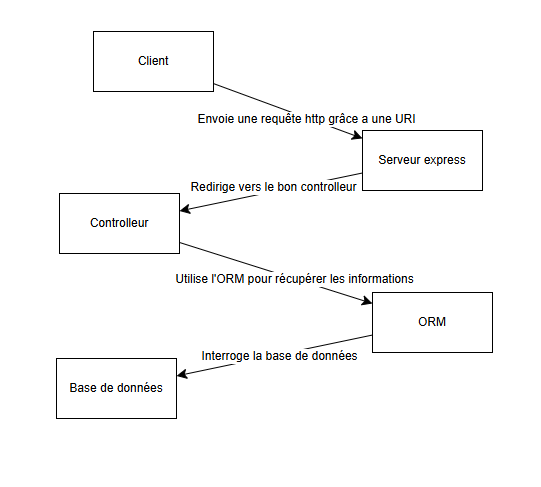 Client
Envoie une requête http grâce a une URI
Serveur express
Redirige vers le bon controlleur
Controlleur
Utilise l'ORM pour récupérer les informations
ORM
Interroge la base de données
Base de données